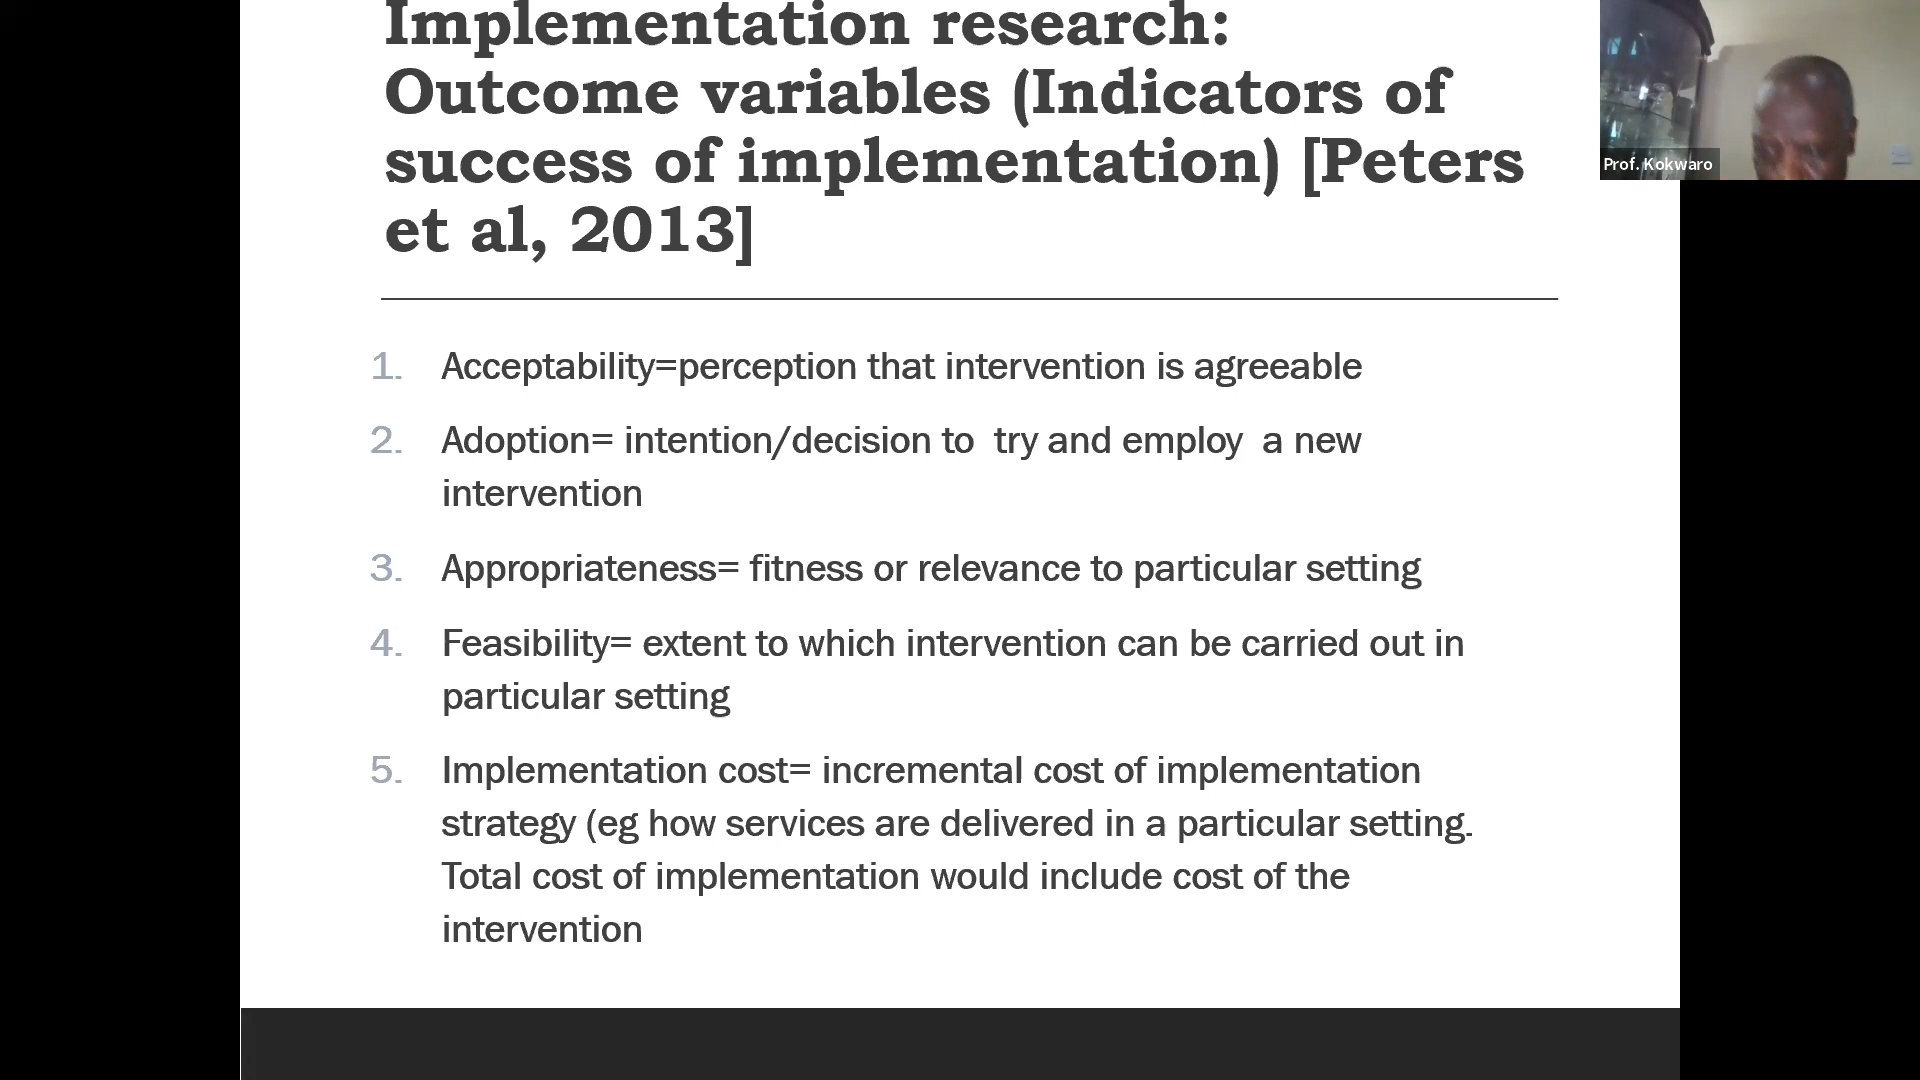 Implementation research:
Outcome variables (Indicators of
success of implementation) [Peters
et al, 2013]
Prof. Kokwaro
1. Acceptability=perception that intervention is agreeable
2. Adoption= intention/decision to  try and employ  a new
intervention
3. Appropriateness= fitness or relevance to particular setting
4. Feasibility= extent to which intervention can be carried out in
particular setting
5. Implementation cost= incremental cost of implementation
strategy (eg how services are delivered in a particular setting.
Total cost of implementation would include cost of the
intervention